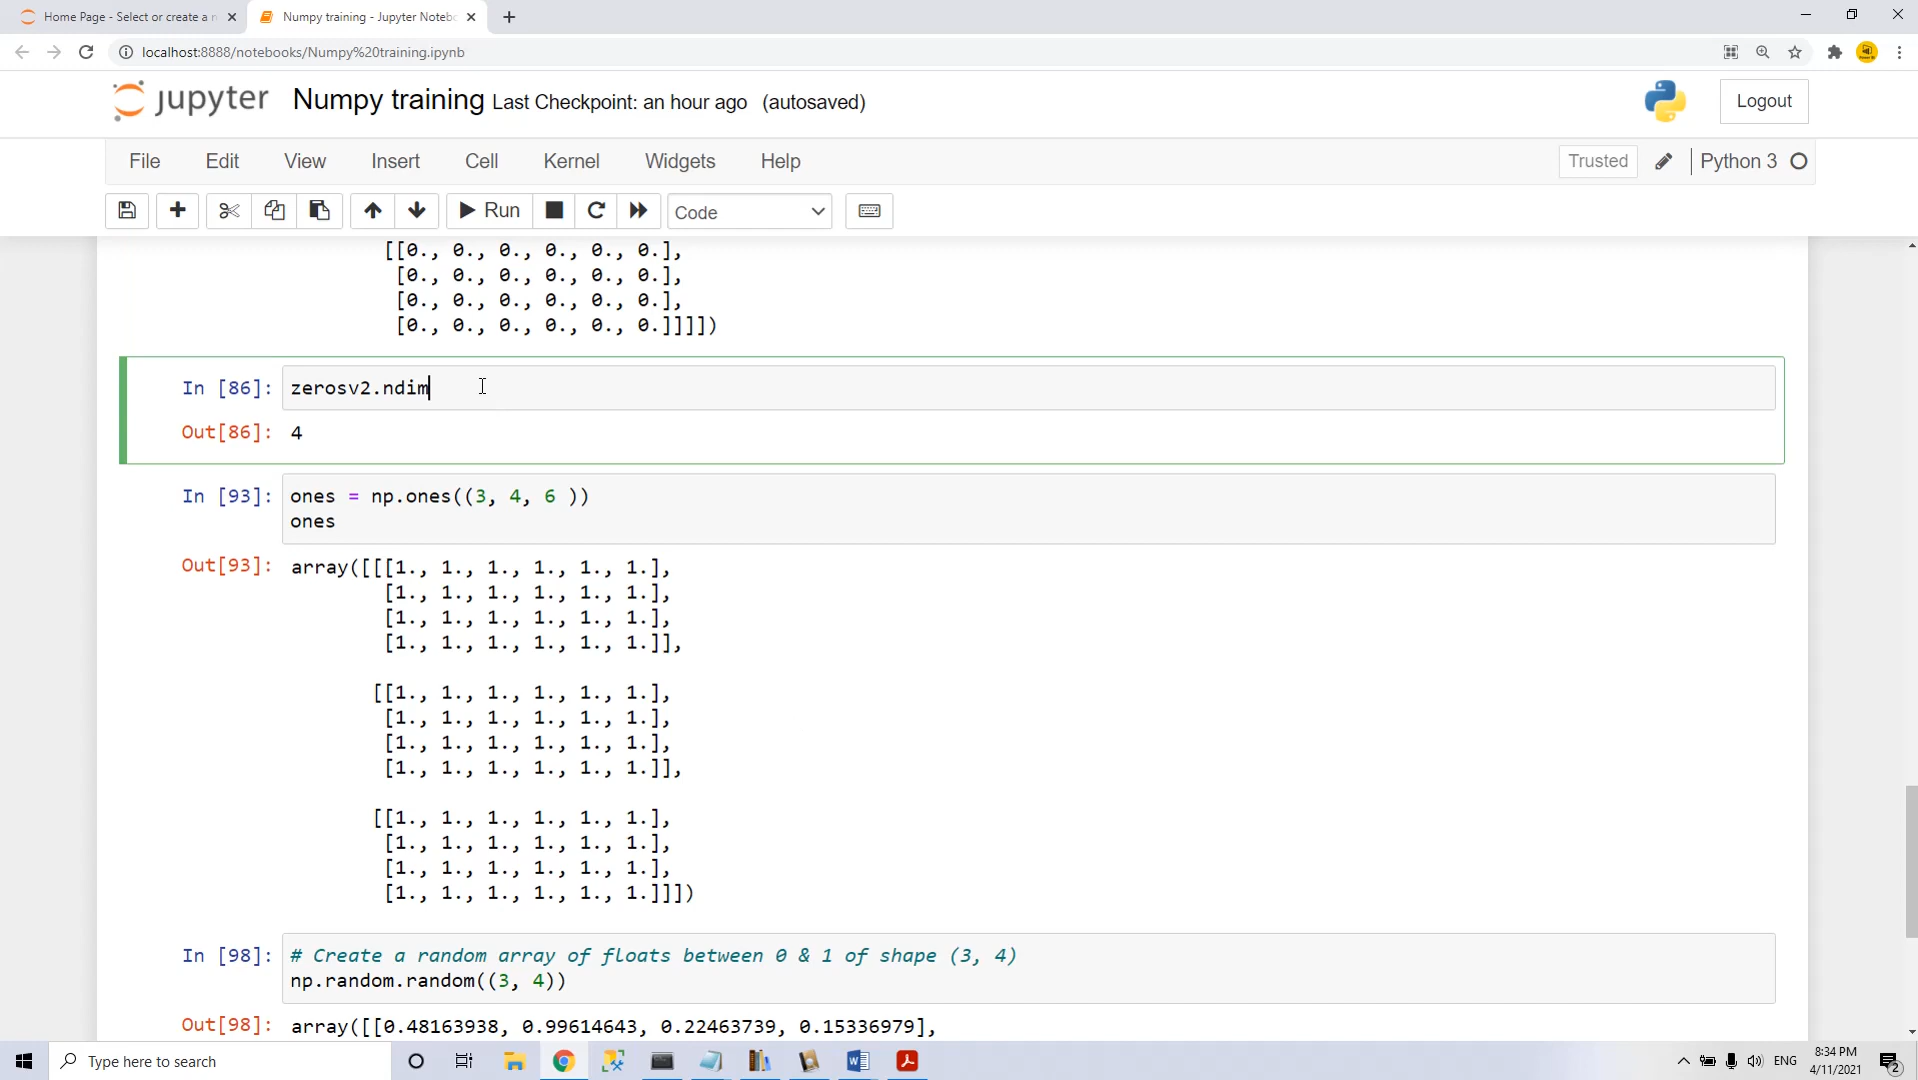 Home Page - Select or create a n
Numpy training - Jupyter Notebo
localhost:8888/notebooks/Numpy%20training.ipynb
jupyter Numpy training Last Checkpoint: an hour ago (autosaved)
Logout
File Edit View Insert Cell Kernel Widgets Help
Trusted Python 3
Run Code
[[0., 0., 0., 0., 0., 0.],
[0., 0., 0., 0., 0., 0.],
[0., 0., 0., 0., 0., 0.],
[0., 0., 0., 0., 0., 0.]]]])
In [86]: zerosv2.ndim
Out[86]: 4
In [93]: ones = np.ones((3, 4, 6 ))
ones
Out[93]: array([[[1., 1., 1., 1., 1., 1.],
[1., 1., 1., 1., 1., 1.],
[1., 1., 1., 1., 1., 1.],
[1., 1., 1., 1., 1., 1.]],
[[1., 1., 1., 1., 1., 1.],
[1., 1., 1., 1., 1., 1.],
[1., 1., 1., 1., 1., 1.],
[1., 1., 1., 1., 1., 1.]],
[[1., 1., 1., 1., 1., 1.],
[1., 1., 1., 1., 1., 1.],
[1., 1., 1., 1., 1., 1.],
[1., 1., 1., 1., 1., 1.]]])
In [98]: # Create a random array of floats between 0 & 1 of shape (3, 4)
np.random.random((3, 4))
Out[98]: array([[0.48163938, 0.99614643, 0.22463739, 0.15336979],
Type here to search
ENG
8:34 PM
4/11/2021
2